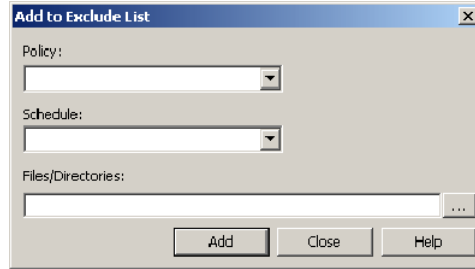 Add to Exclude List
Policy:
Schedule:
Files/Directories:
...
Add Close Help